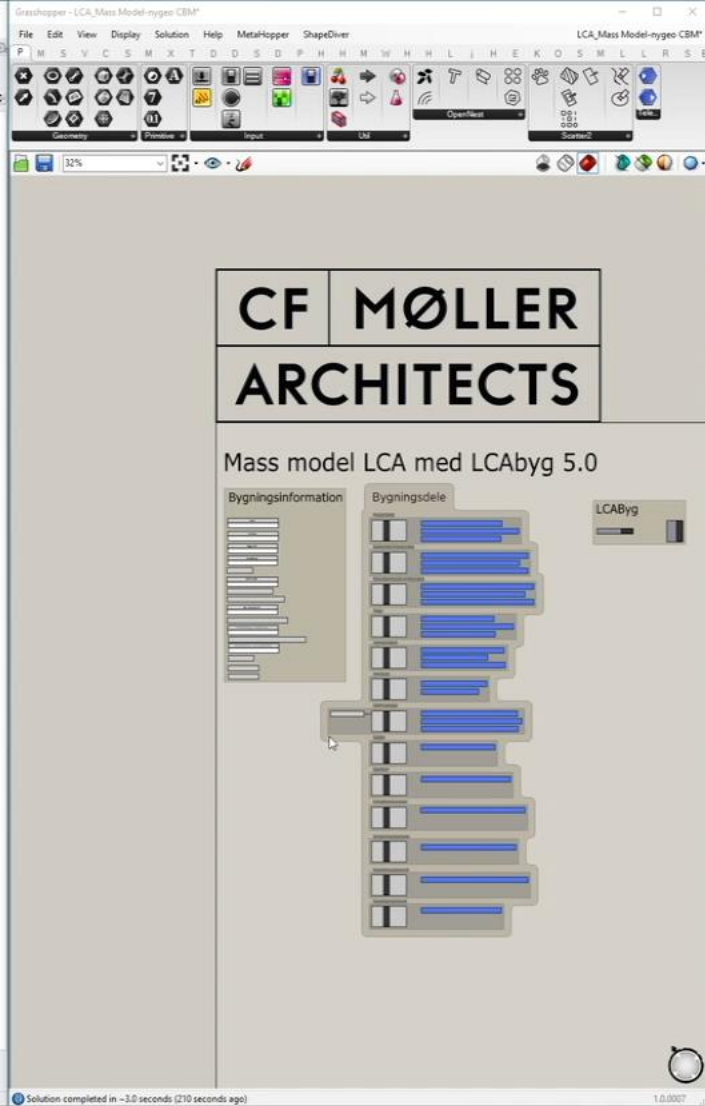 Grasshopper - LCA_Mass Model-nygeo CBM*
File Edit View Display Solution Help MetaHopper ShapeDiver LCA_Mass Model-nygeo CBM*
P M S V C S M X T D D S D P H H M W H H L j H E K O S M L L R S E
Geometry Primitive Input Util OpenNest Scatter2 Tele...
32%
CF MØLLER
ARCHITECTS
Mass model LCA med LCAbyg 5.0
Bygningsinformation Bygningsdele LCAByg
Solution completed in ~3.0 seconds (210 seconds ago) 1.0.0007